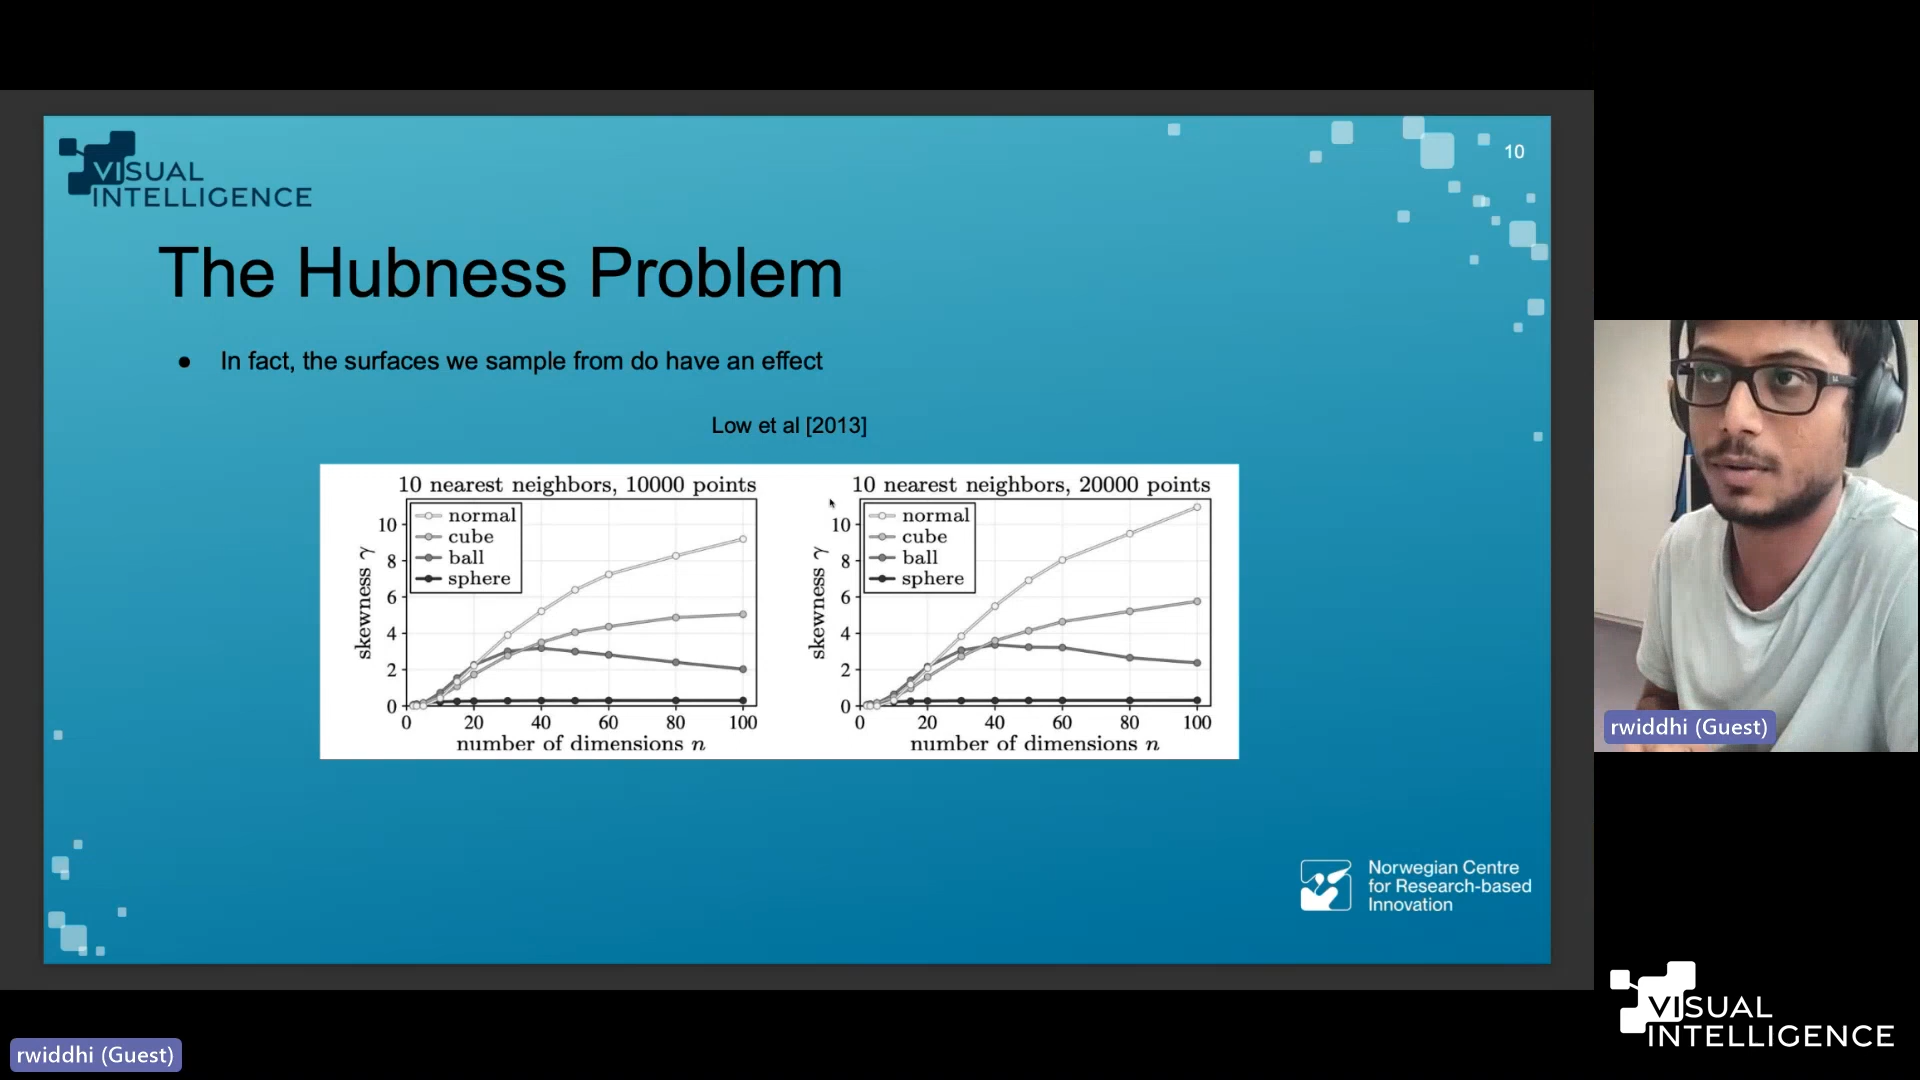 VISUAL
INTELLIGENCE
10
The Hubness Problem
● In fact, the surfaces we sample from do have an effect
Low et al [2013]
10 nearest neighbors, 10000 points
normal
cube
ball
sphere
skewness γ
10
8
6
4
2
0
0 20 40 60 80 100
number of dimensions n
10 nearest neighbors, 20000 points
normal
cube
ball
sphere
skewness γ
10
8
6
4
2
0
0 20 40 60 80 100
number of dimensions n
Norwegian Centre
for Research-based
Innovation
rwiddhi (Guest)
VISUAL
INTELLIGENCE
rwiddhi (Guest)